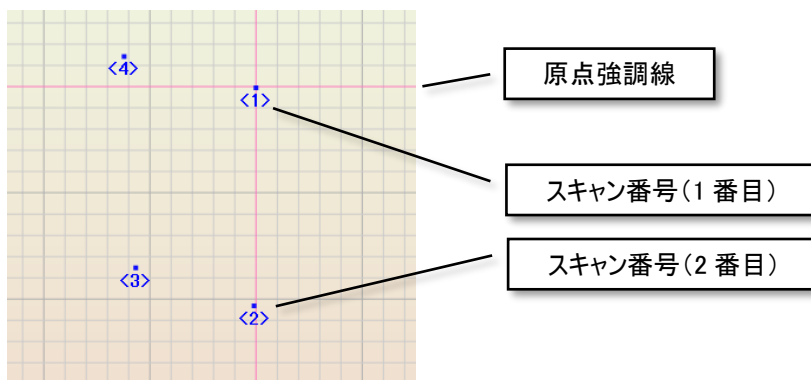 <4>
<1>
<3>
<2>
原点強調線
スキャン番号(1 番目)
スキャン番号(2 番目)